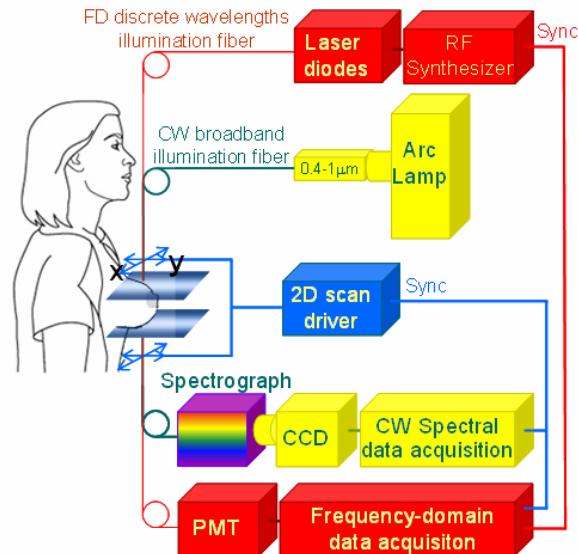 FD discrete wavelengths
illumination fiber
Laser
diodes
RF
Synthesizer
Sync
CW broadband
illumination fiber
0.4-1μm
Arc
Lamp
x
y
2D scan
driver
Sync
Spectrograph
CCD
CW Spectral
data acquisition
PMT
Frequency-domain
data acquisiton